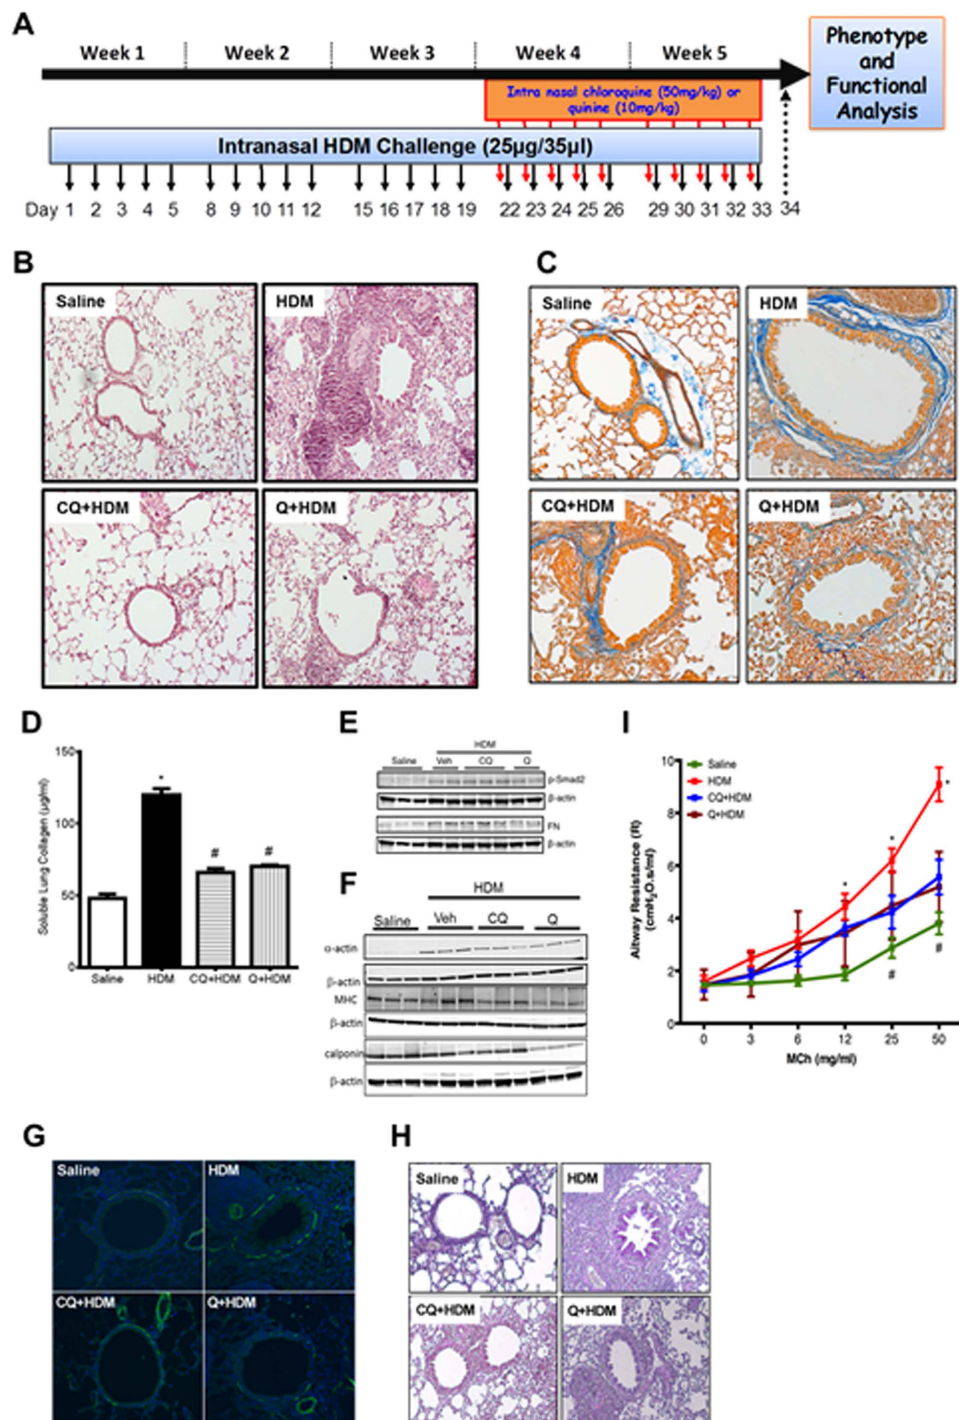 A
Week 1 Week 2 Week 3 Week 4 Week 5
Phenotype
and
Functional
Analysis
Intra nasal chloroquine (50mg/kg) or
quinine (10mg/kg)
Intranasal HDM Challenge (25µg/35µl)
Day 1 2 3 4 5 8 9 10 11 12 15 16 17 18 19 22 23 24 25 26 29 30 31 32 33 34
B
Saline HDM
CQ+HDM Q+HDM
C
Saline HDM
CQ+HDM Q+HDM
D
Soluble Lung Collagen (µg/ml)
150
100
50
0
*
# #
Saline HDM CQ+HDM Q+HDM
E
HDM
Saline Veh CQ Q
p-Smad2
β-actin
FN
β-actin
F
HDM
Saline Veh CQ Q
α-actin
β-actin
MHC
β-actin
calponin
β-actin
I
Saline
HDM
CQ+HDM
Q+HDM
Aitway Resistance (R)
(cmH₂O.s/ml)
10
8
6
4
2
0
* * *
# #
0 3 6 12 25 50
MCh (mg/ml)
G
Saline HDM
CQ+HDM Q+HDM
H
Saline HDM
CQ+HDM Q+HDM